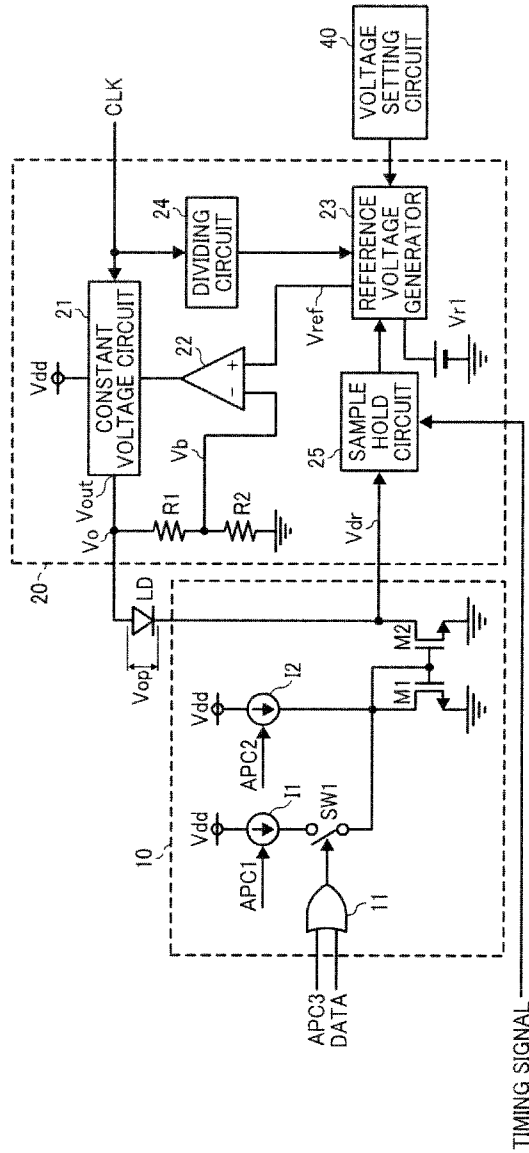 20
Vdd
21
CONSTANT
VOLTAGE CIRCUIT
CLK
Vout
Vo
24
DIVIDING
CIRCUIT
22
-
+
Vb
R1
R2
Vref
23
REFERENCE
VOLTAGE
GENERATOR
40
VOLTAGE
SETTING
CIRCUIT
Vr1
25
SAMPLE
HOLD
CIRCUIT
Vdr
LD
Vop
10
Vdd
Vdd
I1
I2
APC1
APC2
SW1
11
M1
M2
APC3
DATA
TIMING SIGNAL